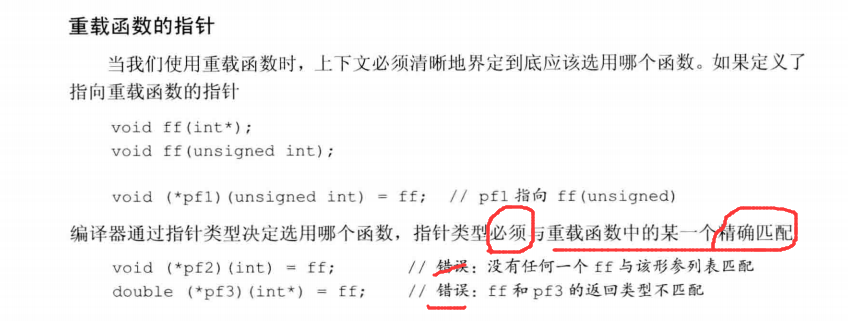 重载函数的指针
当我们使用重载函数时，上下文必须清晰地界定到底应该选用哪个函数。如果定义了
指向重载函数的指针
void ff(int*);
void ff(unsigned int);
void (*pf1)(unsigned int) = ff; // pf1 指向 ff(unsigned)
编译器通过指针类型决定选用哪个函数，指针类型必须与重载函数中的某一个精确匹配
void (*pf2)(int) = ff; // 错误：没有任何一个 ff 与该形参列表匹配
double (*pf3)(int*) = ff; // 错误：ff 和 pf3 的返回类型不匹配